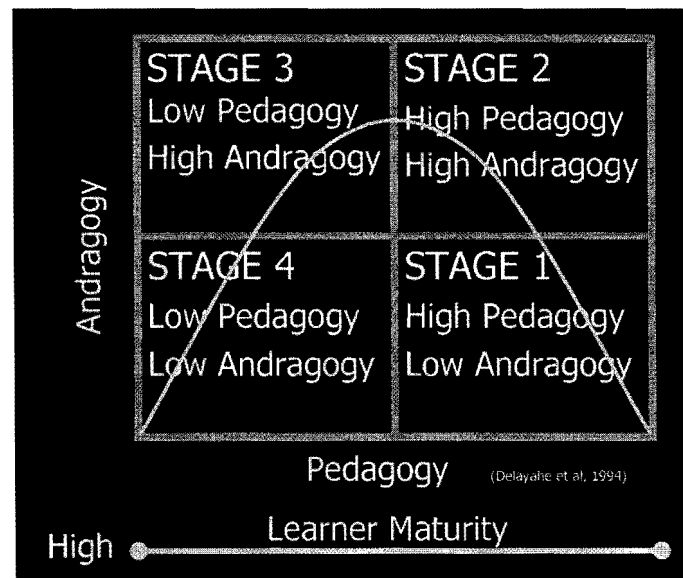 STAGE 3
Low Pedagogy
High Andragogy
STAGE 2
High Pedagogy
High Andragogy
STAGE 4
Low Pedagogy
Low Andragogy
STAGE 1
High Pedagogy
Low Andragogy
Andragogy
Pedagogy
(Delayahe et al, 1994)
Learner Maturity
High